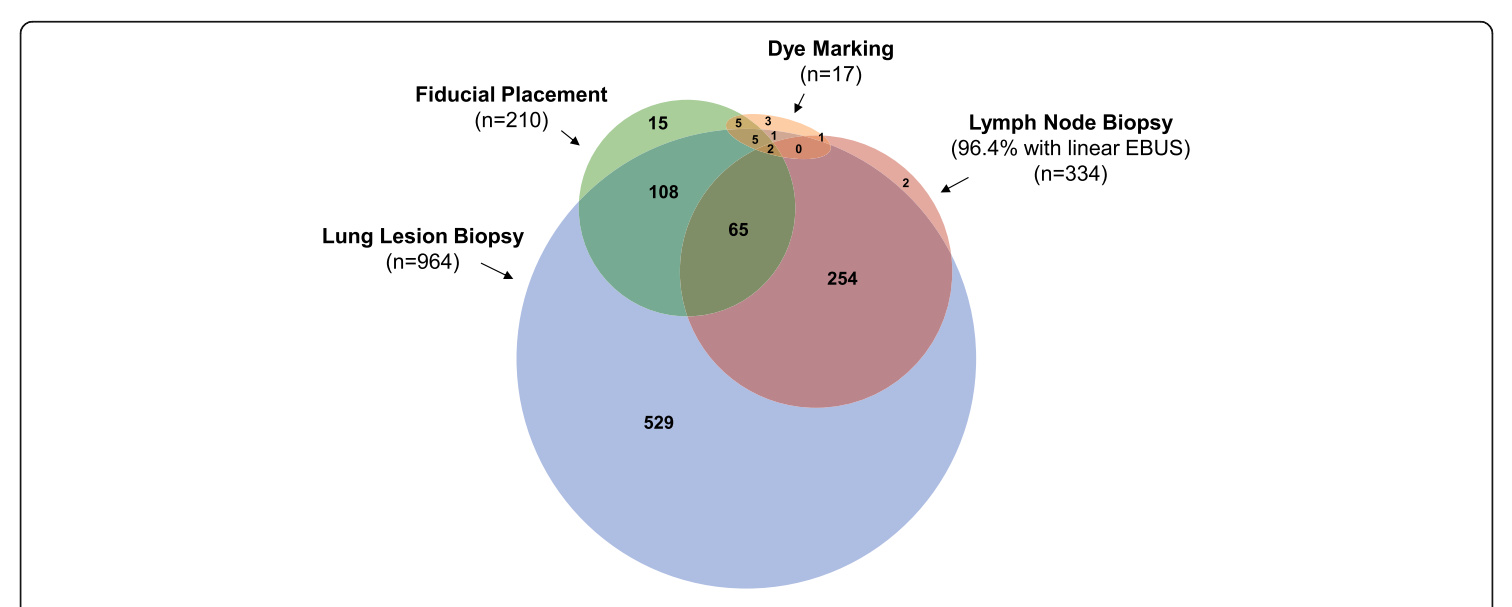 Dye Marking
(n=17)
Fiducial Placement
(n=210)
Lymph Node Biopsy
(96.4% with linear EBUS)
(n=334)
Lung Lesion Biopsy
(n=964)
15
5
3
5
1
1
2
0
2
108
65
254
529